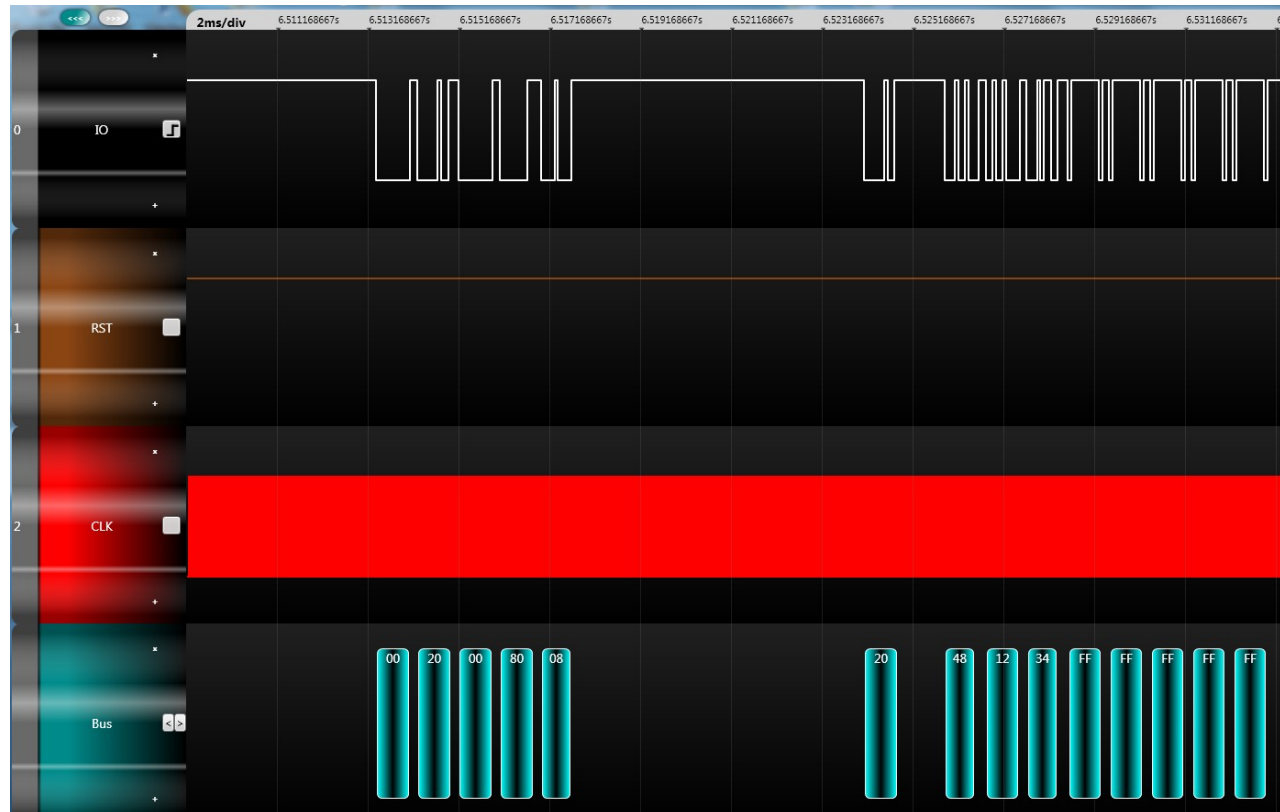 <<< >>>
2ms/div 6.511168667s 6.513168667s 6.515168667s 6.517168667s 6.519168667s 6.521168667s 6.523168667s 6.525168667s 6.527168667s 6.529168667s 6.531168667s
0 IO
1 RST
2 CLK
00 20 00 80 08 20 48 12 34 FF FF FF FF FF
Bus < >